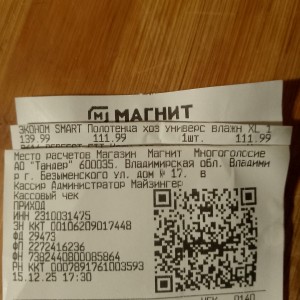 МАГНИТ
ЭКОНОМ SMART Полотенца хоз универс влажн XL 1
139.99 111.99 1шт. 111.99
Место расчетов Магазин Магнит Многоголосие
АО "Тандер" 600035. Владимирская обл. Владими
р г. Безыменского ул. дом № 17. в
Кассир Администратор Майзингер
Кассовый чек
ПРИХОД
ИНН 2310031475
ЗН ККТ 00106209017448
ФД 29473
ФП 2272416236
ФН 7382440800085864
РН ККТ 0007891761003593
15.12.25 17:30